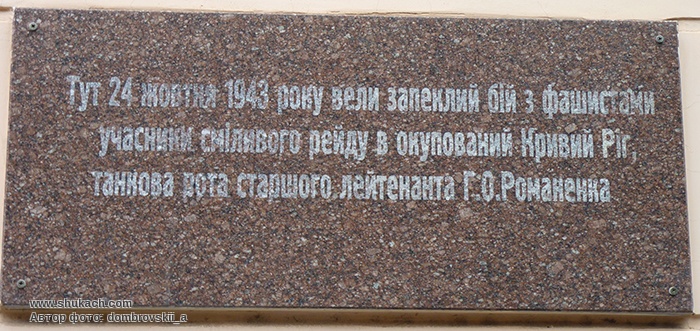 Тут 24 жовтня 1943 року вели запеклий бій з фашистами
учасники сміливого рейду в окупований Кривий Ріг,
танкова рота старшого лейтенанта Г.О.Романенка
www.shukach.com
Автор фото: dombrovskii_a